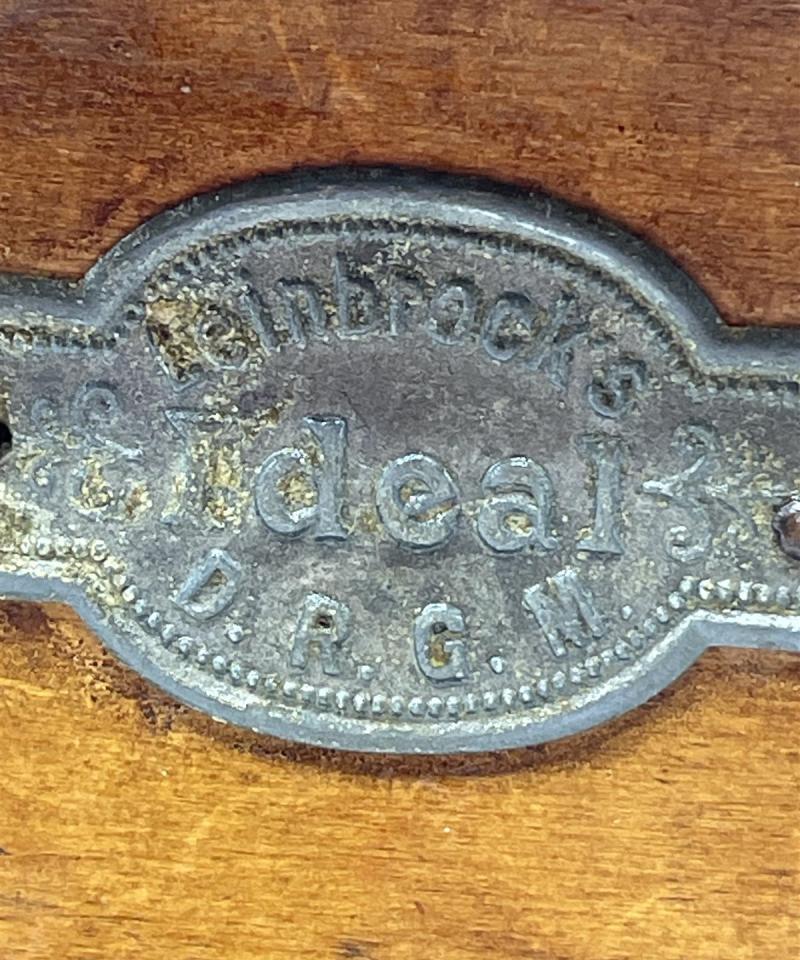 Leinbrock's
Ideal
D. R. G. M.